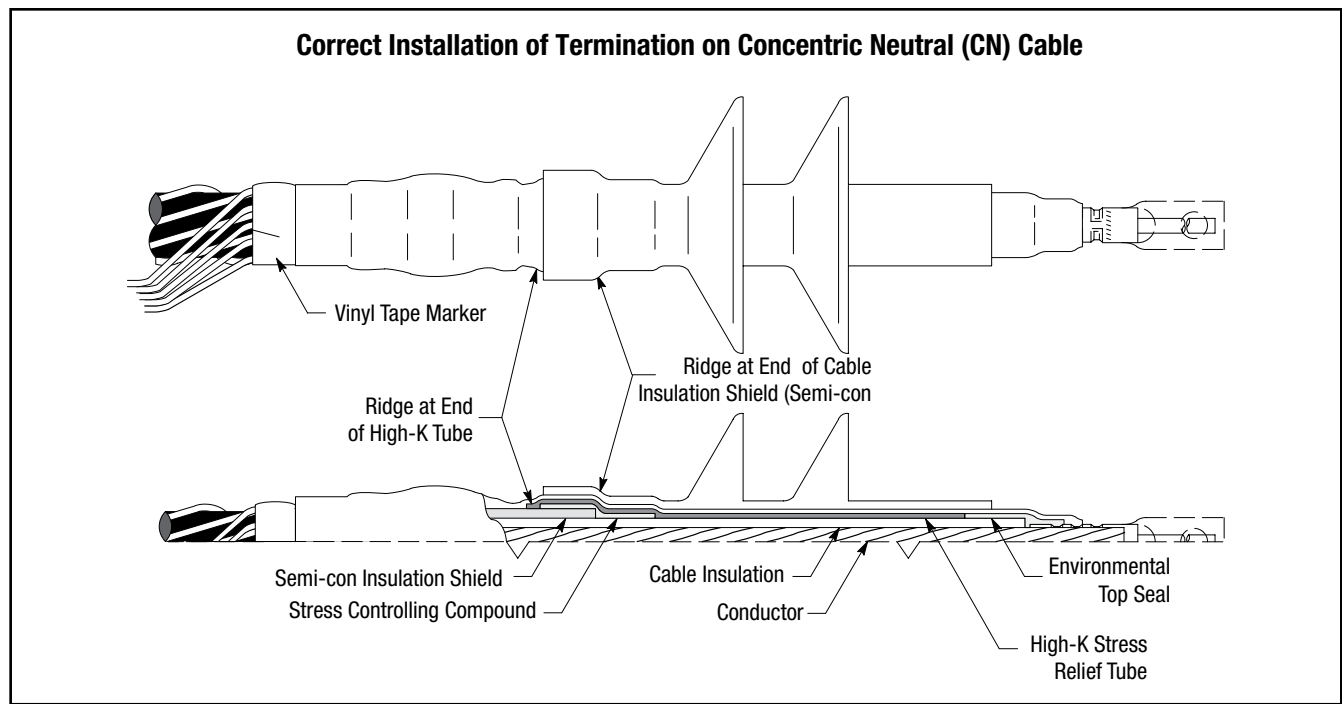 Correct Installation of Termination on Concentric Neutral (CN) Cable
Vinyl Tape Marker
Ridge at End of Cable
Insulation Shield (Semi-con
Ridge at End
of High-K Tube
Semi-con Insulation Shield
Stress Controlling Compound
Cable Insulation
Conductor
Environmental
Top Seal
High-K Stress
Relief Tube